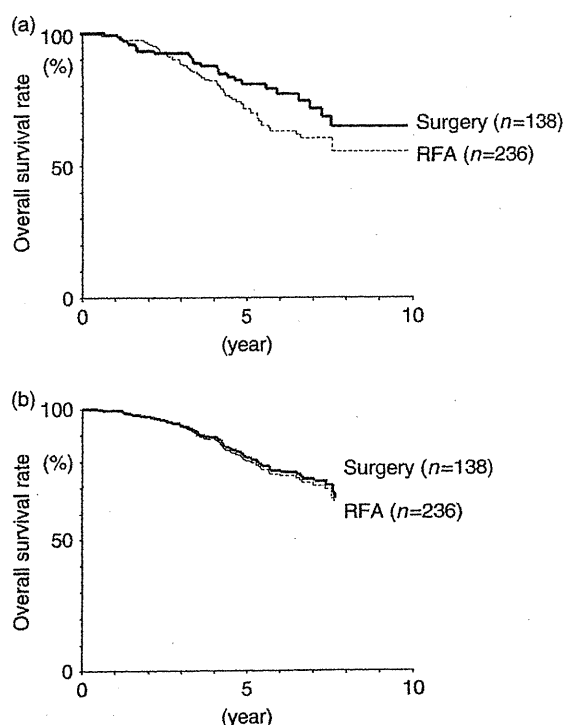 (a)
100
(%)
50
0
Overall survival rate
Surgery (n=138)
RFA (n=236)
0 5 10
(year)
(b)
100
(%)
50
0
Overall survival rate
Surgery (n=138)
RFA (n=236)
0 5 10
(year)